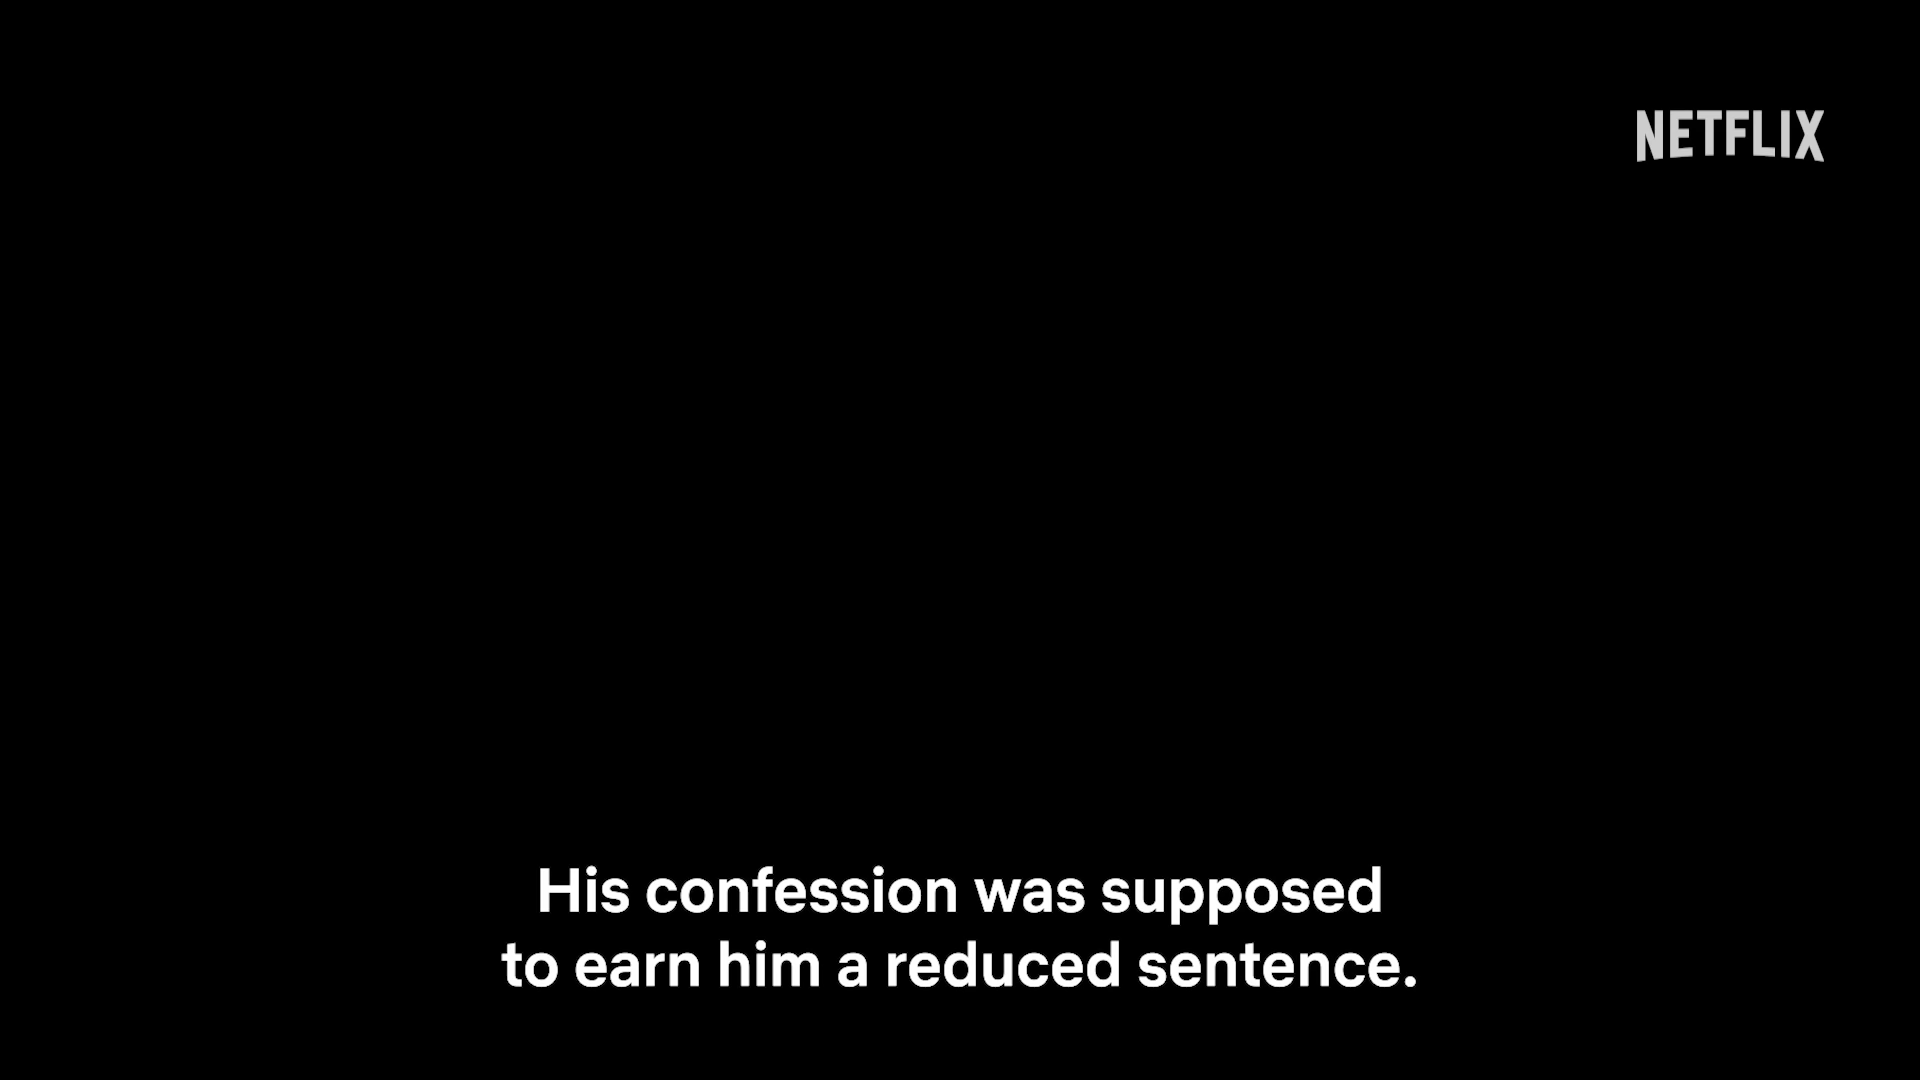 NETFLIX
His confession was supposed
to earn him a reduced sentence.